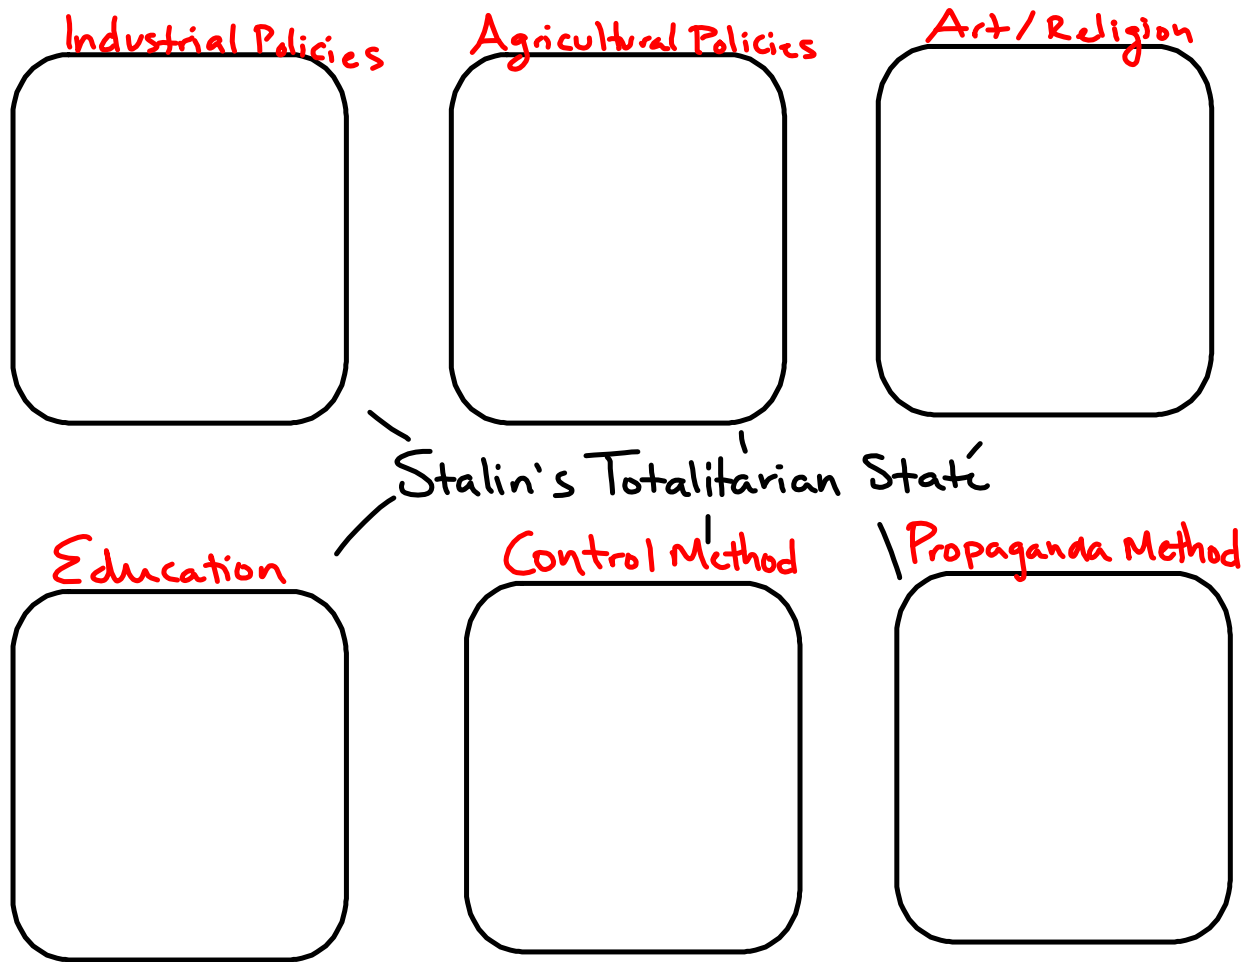 Industrial Policies
Agricultural Policies
Art/Religion
Stalin's Totalitarian State
Education
Control Method
Propaganda Method